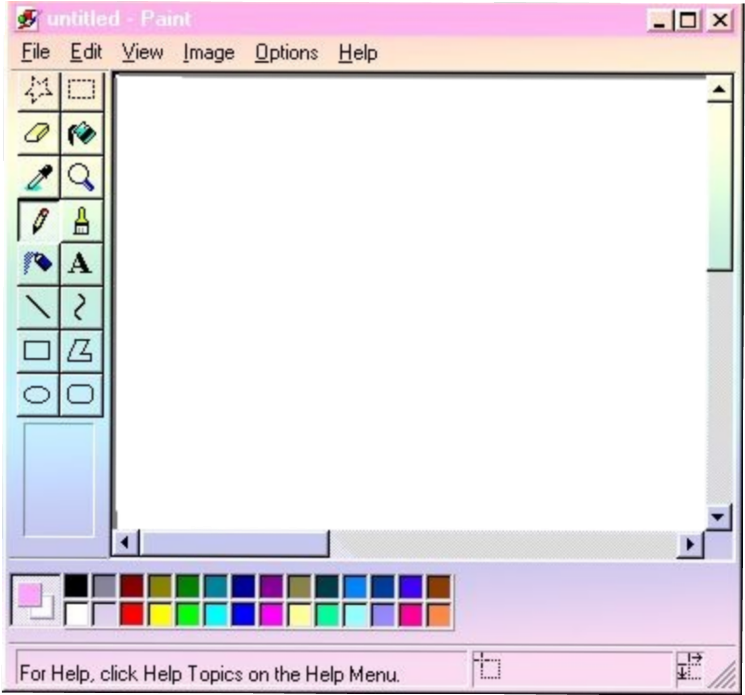 untitled - Paint
File Edit View Image Options Help
A
For Help, click Help Topics on the Help Menu.